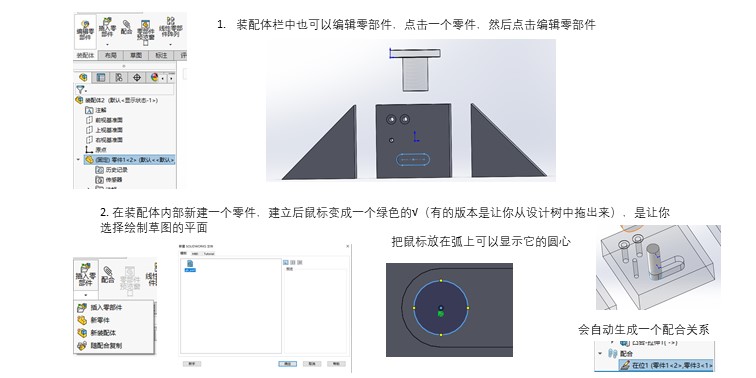 1. 装配体栏中也可以编辑零部件，点击一个零件，然后点击编辑零部件
编辑零部件
插入零部件
配合
零部件预览窗
线性零部件阵列
装配体 布局 草图 标注 评
装配体2 (默认<显示状态-1>)
注解
前视基准面
上视基准面
右视基准面
原点
(固定) 零件1<2> (默认<<默认>
历史记录
传感器
2. 在装配体内部新建一个零件，建立后鼠标变成一个绿色的√（有的版本是让你从设计树中拖出来），是让你
选择绘制草图的平面
插入零部件
配合
插入零部件
新零件
新装配体
随配合复制
把鼠标放在弧上可以显示它的圆心
会自动生成一个配合关系
凸台-拉伸1{->}
配合
在位1 (零件1<2>,零件3<1>